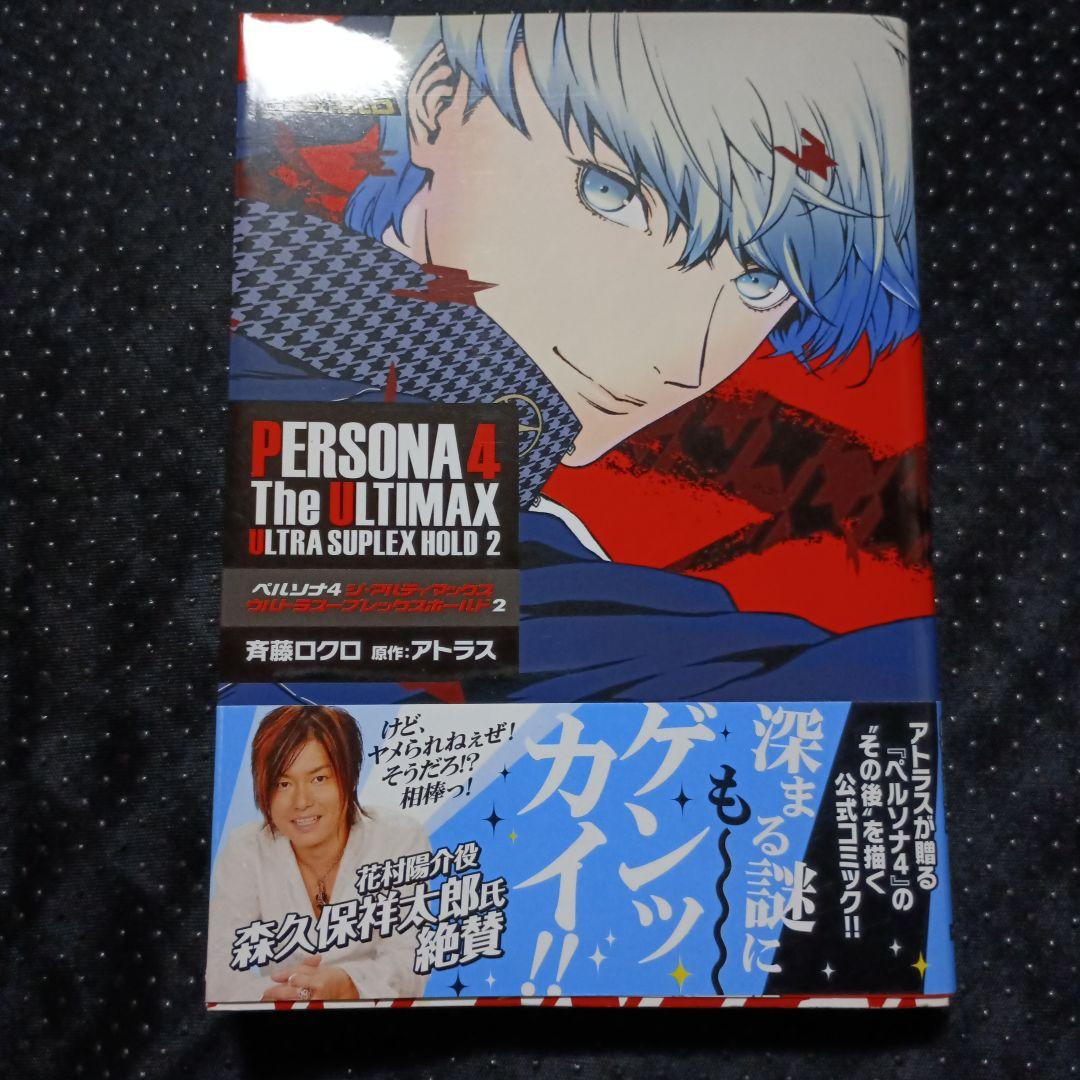 PERSONA 4
The ULTIMAX
ULTRA SUPLEX HOLD 2
ペルソナ4 ジ・アルティマックス
ウルトラスープレックスホールド2
斉藤ロクロ 原作:アトラス
アトラスが贈る
『ペルソナ4』の
“その後”を描く
公式コミック!!
深まる謎に
も〜〜
ゲンッ
カイ!!
けど、
ヤメられねぇぜ!
そうだろ!?
相棒っ!
花村陽介役
森久保祥太郎氏
絶賛